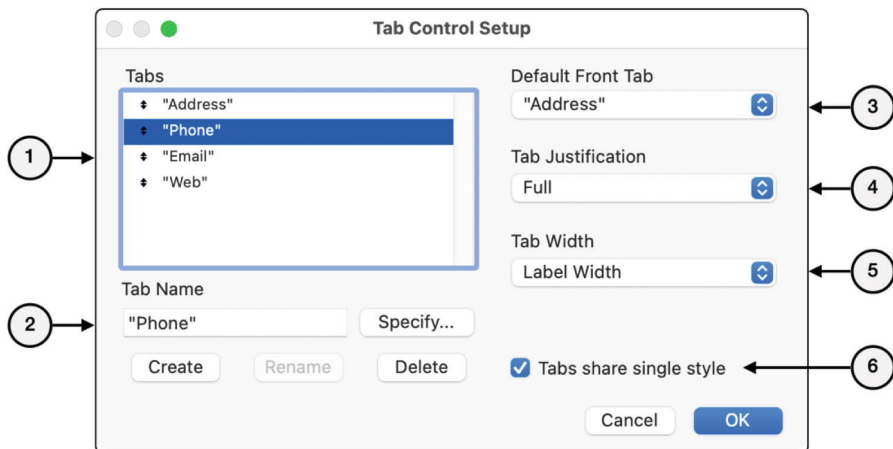 Tab Control Setup
Tabs
"Address"
"Phone"
"Email"
"Web"
Tab Name
"Phone"
Specify...
Create
Rename
Delete
Default Front Tab
"Address"
Tab Justification
Full
Tab Width
Label Width
Tabs share single style
Cancel
OK
1
2
3
4
5
6